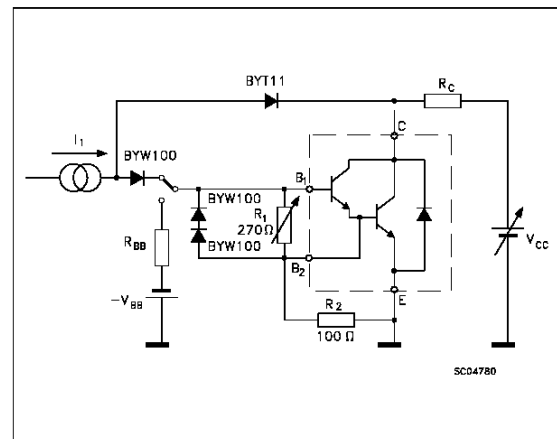 BYT11
R_C
C
I_1
BYW100
B_1
BYW100
R_1
270Ω
BYW100
R_BB
B_2
V_CC
E
-V_BB
R_2
100 Ω
SC04780